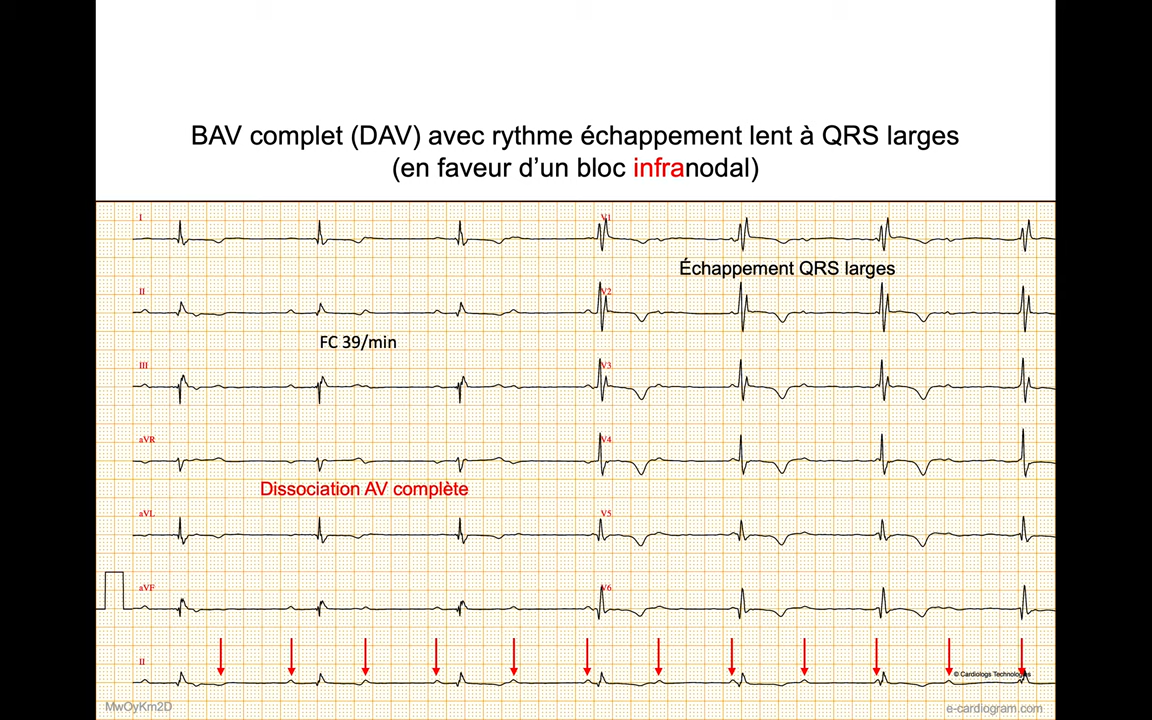 BAV complet (DAV) avec rythme échappement lent à QRS larges
(en faveur d'un bloc infranodal)
I
V1
Échappement QRS larges
II
V2
FC 39/min
III
V3
aVR
V4
Dissociation AV complète
aVL
V5
aVF
V6
II
© Cardiologs Technologies
MwOyKm2D
e-cardiogram.com